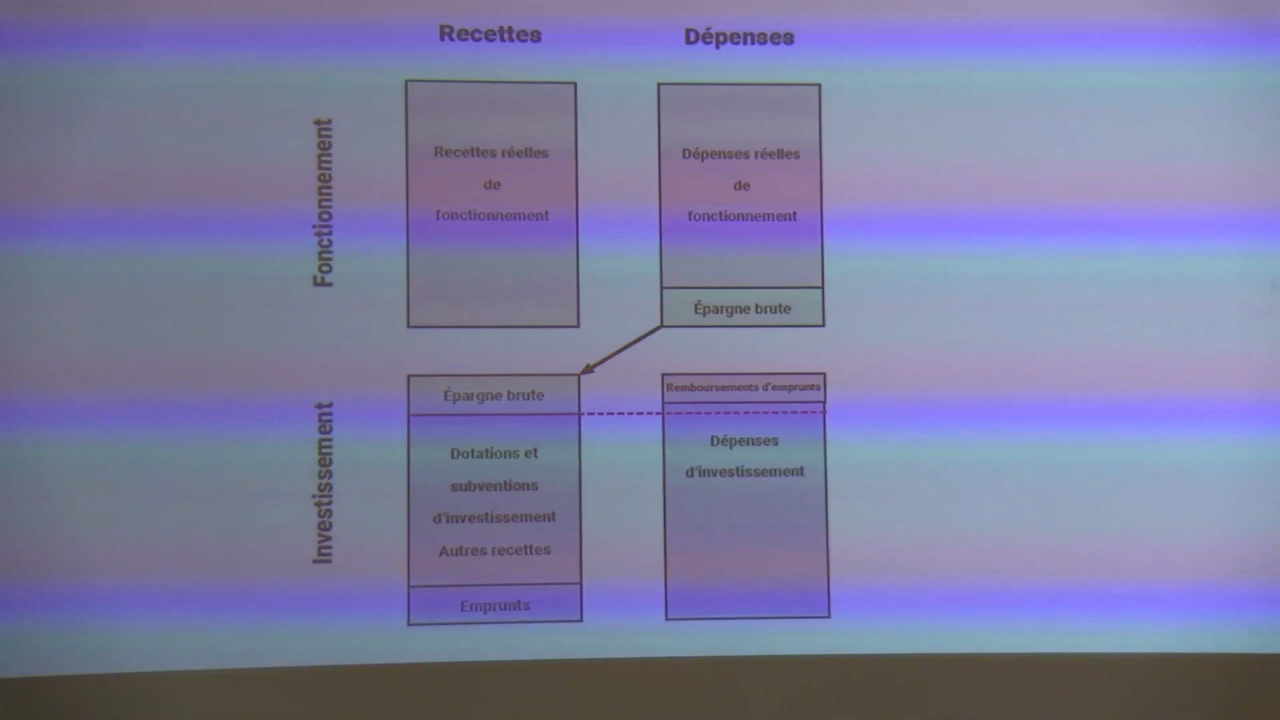 Recettes
Dépenses
Fonctionnement
Recettes réelles
de
fonctionnement
Dépenses réelles
de
fonctionnement
Épargne brute
Investissement
Épargne brute
Dotations et
subventions
d'investissement
Autres recettes
Emprunts
Remboursements d'emprunts
Dépenses
d'investissement